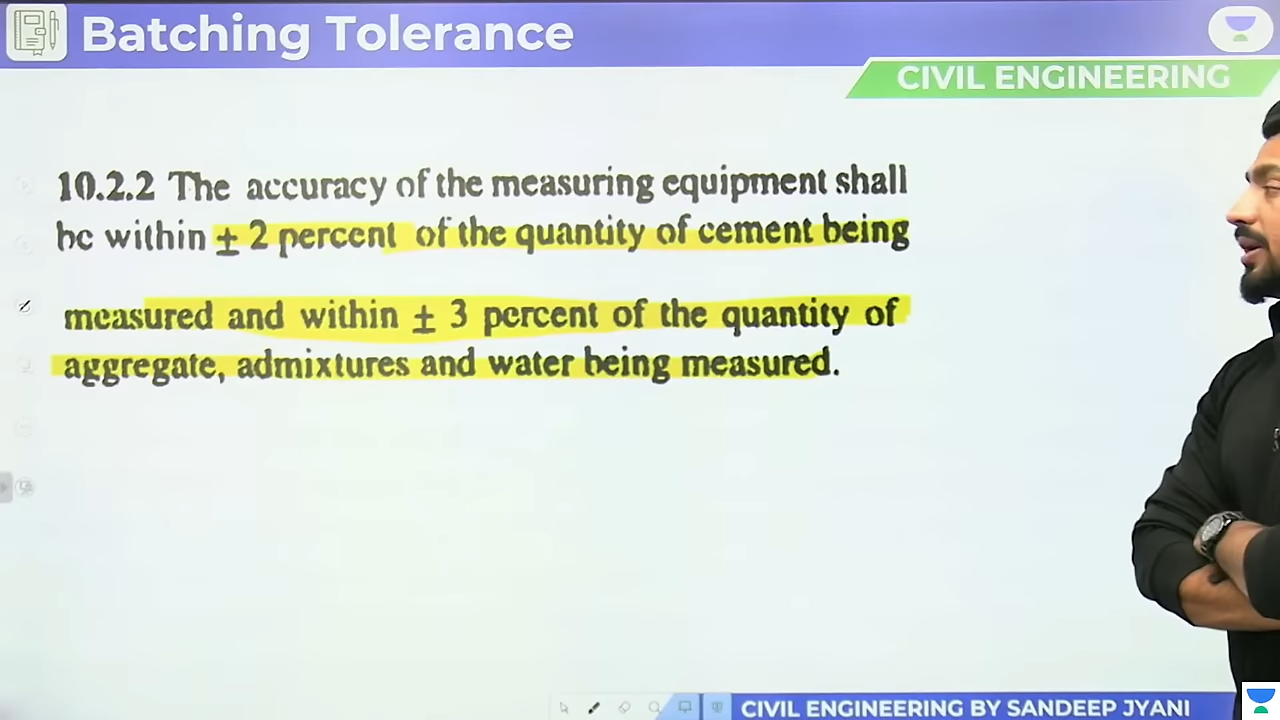 Batching Tolerance
CIVIL ENGINEERING
10.2.2 The accuracy of the measuring equipment shall
be within ± 2 percent of the quantity of cement being
measured and within ± 3 percent of the quantity of
aggregate, admixtures and water being measured.
CIVIL ENGINEERING BY SANDEEP JYANI